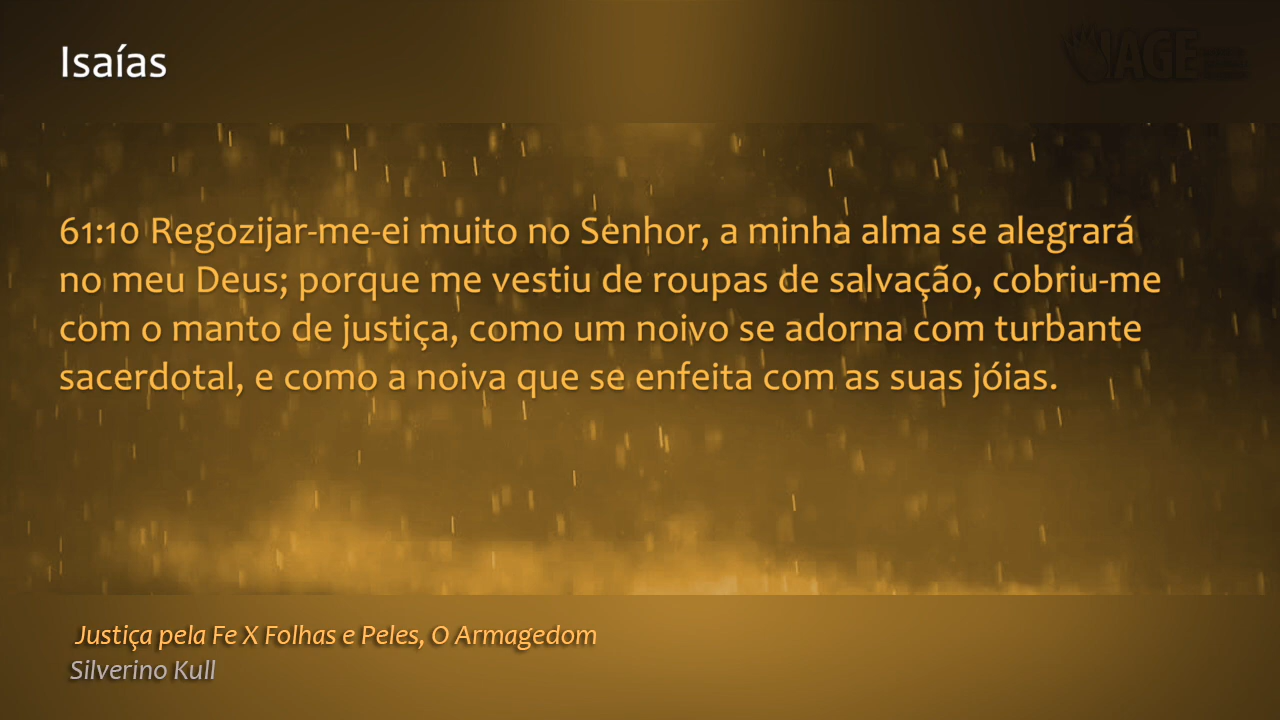 Isaías
IAGE
61:10 Regozijar-me-ei muito no Senhor, a minha alma se alegrará
no meu Deus; porque me vestiu de roupas de salvação, cobriu-me
com o manto de justiça, como um noivo se adorna com turbante
sacerdotal, e como a noiva que se enfeita com as suas jóias.
Justiça pela Fe X Folhas e Peles, O Armagedom
Silverino Kull